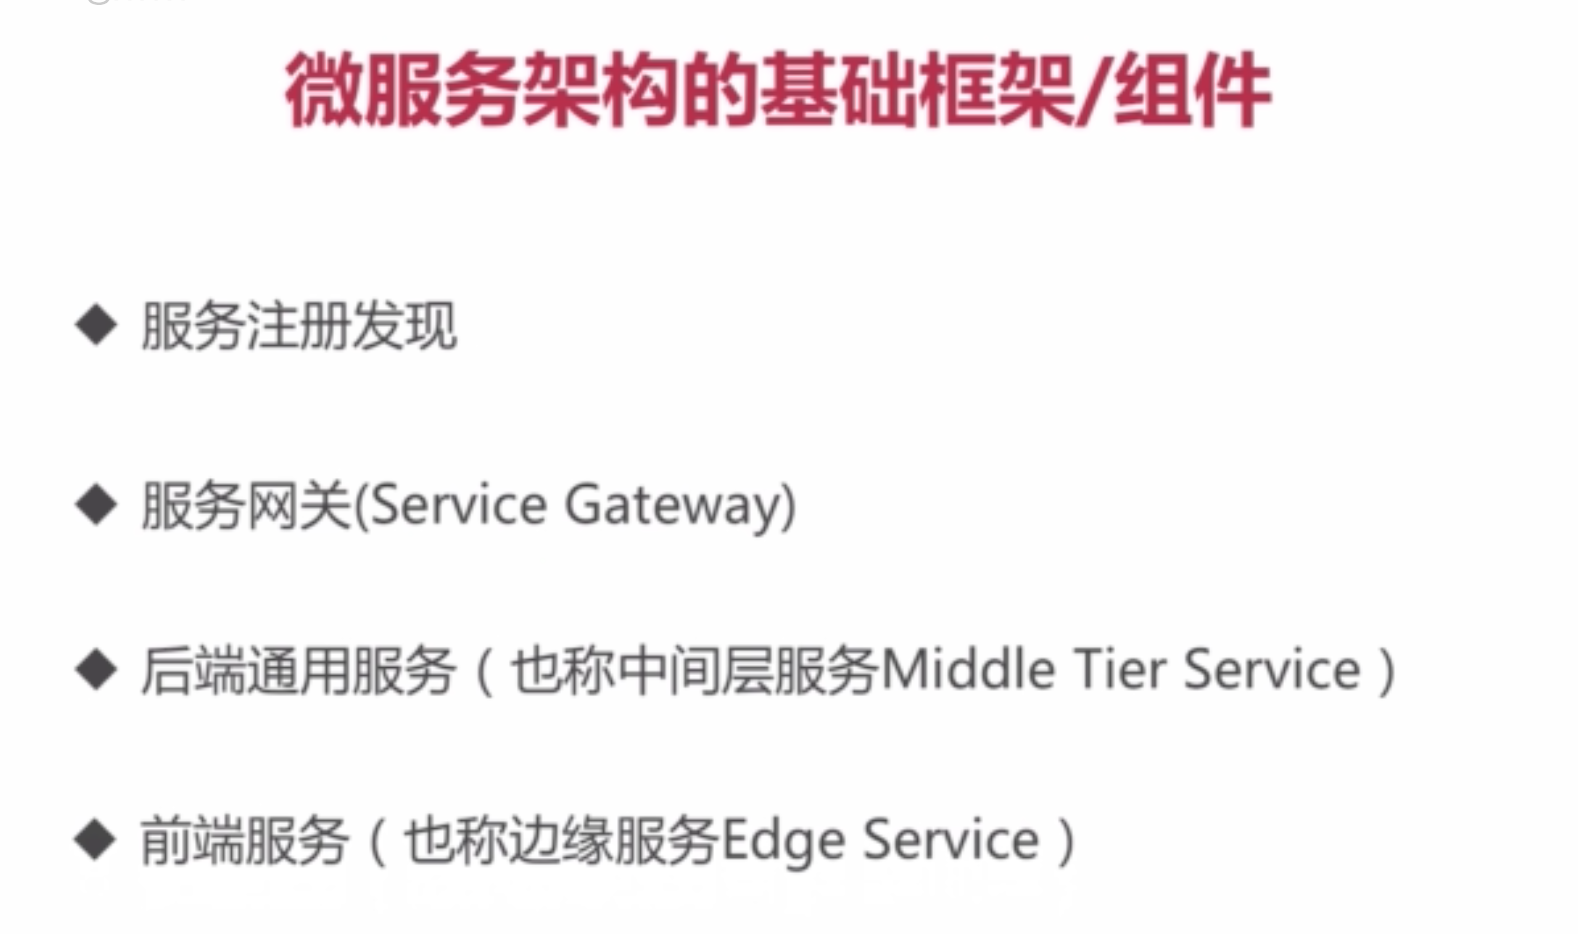 微服务架构的基础框架/组件
◆ 服务注册发现
◆ 服务网关(Service Gateway)
◆ 后端通用服务（也称中间层服务Middle Tier Service）
◆ 前端服务（也称边缘服务Edge Service）